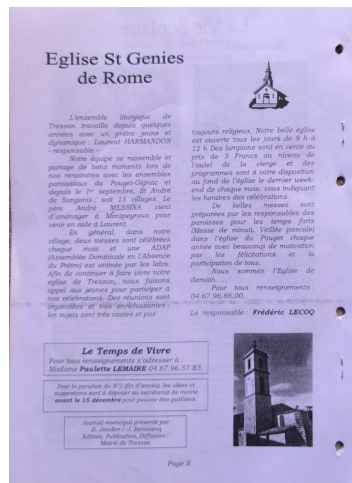 Eglise St Genies
de Rome
L'ensemble liturgique de
Tressan travaille depuis quelques
années avec un prêtre jeune et
dynamique : Laurent HARMANDON
- responsable -
Notre équipe se rassemble et
partage de bons moments lors de
nos rencontres avec les ensembles
paroissiaux du Pouget-Gignac et
depuis le 1er septembre, St André
de Sangonis ; soit 15 villages. Le
père André MESSINA vient
d'aménager à Montpeyroux pour
venir en aide à Laurent.
En général, dans notre
village, deux messes sont célébrées
chaque mois et une ADAP
(Assemblée Dominicale en l'Absence
du Prêtre) est animée par les laïcs.
Afin de continuer à faire vivre notre
église de Tressan, nous faisons
appel aux jeunes pour participer à
nos célébrations. Des réunions sont
organisées et très enrichissantes ;
les sujets sont très vastes et pas
toujours religieux. Notre belle église
est ouverte tous les jours de 9 h à
12 h Des lampions sont en vente au
prix de 5 Francs au niveau de
l'autel de la vierge et des
programmes sont à votre disposition
au fond de l'église le dernier week-
end de chaque mois, vous indiquant
les horaires des célébrations.
De belles messes sont
préparées par les responsables des
paroisses pour les temps forts
(Messe de minuit, Veillée pascale)
dans l'église du Pouget chaque
année avec beaucoup de motivation
par les félicitations et la
participation de tous.
Nous sommes l'Eglise de
demain.....
Pour tous renseignements :
04.67.96.86.00.
Le responsable : Frédéric LECOQ
Le Temps de Vivre
Pour tous renseignements s'adresser à :
Madame Paulette LEMAIRE 04.67.96.57.83.
Pour la parution du N°2 (fin d'année), les idées et
suggestions sont à déposer au secrétariat de mairie
avant le 15 décembre pour pouvoir être publiées.
Journal municipal présenté par
D. Jaudon / J.
Edition, Publication, Diffusion :
Mairie de Tressan
Page 8